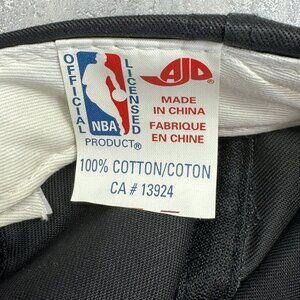 OFFICIAL
LICENSED
NBA
PRODUCT®
AJD®
MADE
IN CHINA
FABRIQUE
EN CHINE
100% COTTON/COTON
CA # 13924